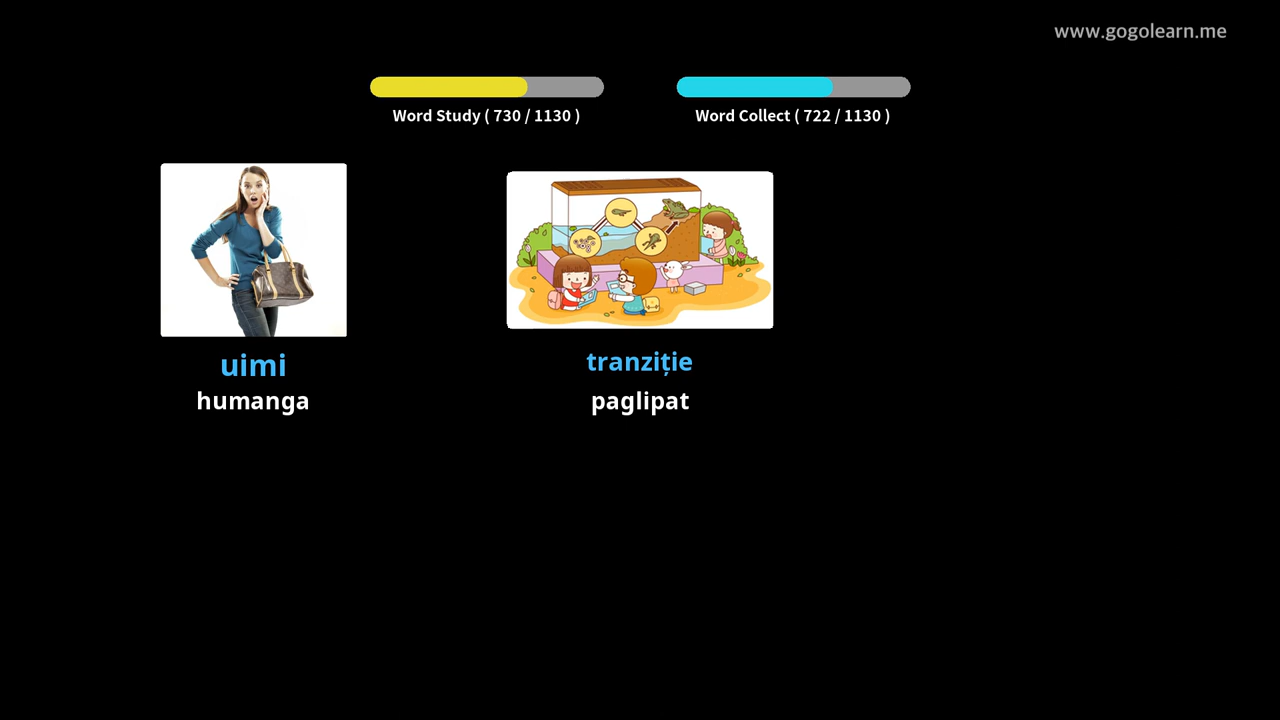 www.gogolearn.me
Word Study ( 730 / 1130 )
Word Collect ( 722 / 1130 )
uimi
humanga
tranziție
paglipat